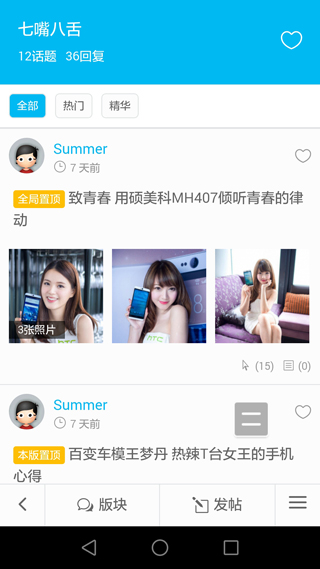 七嘴八舌
12话题 36回复
全部 热门 精华
Summer
7 天前
全局置顶 致青春 用硕美科MH407倾听青春的律
动
3张照片
(15) (0)
Summer
7 天前
本版置顶 百变车模王梦丹 热辣T台女王的手机
心得
版块 发帖